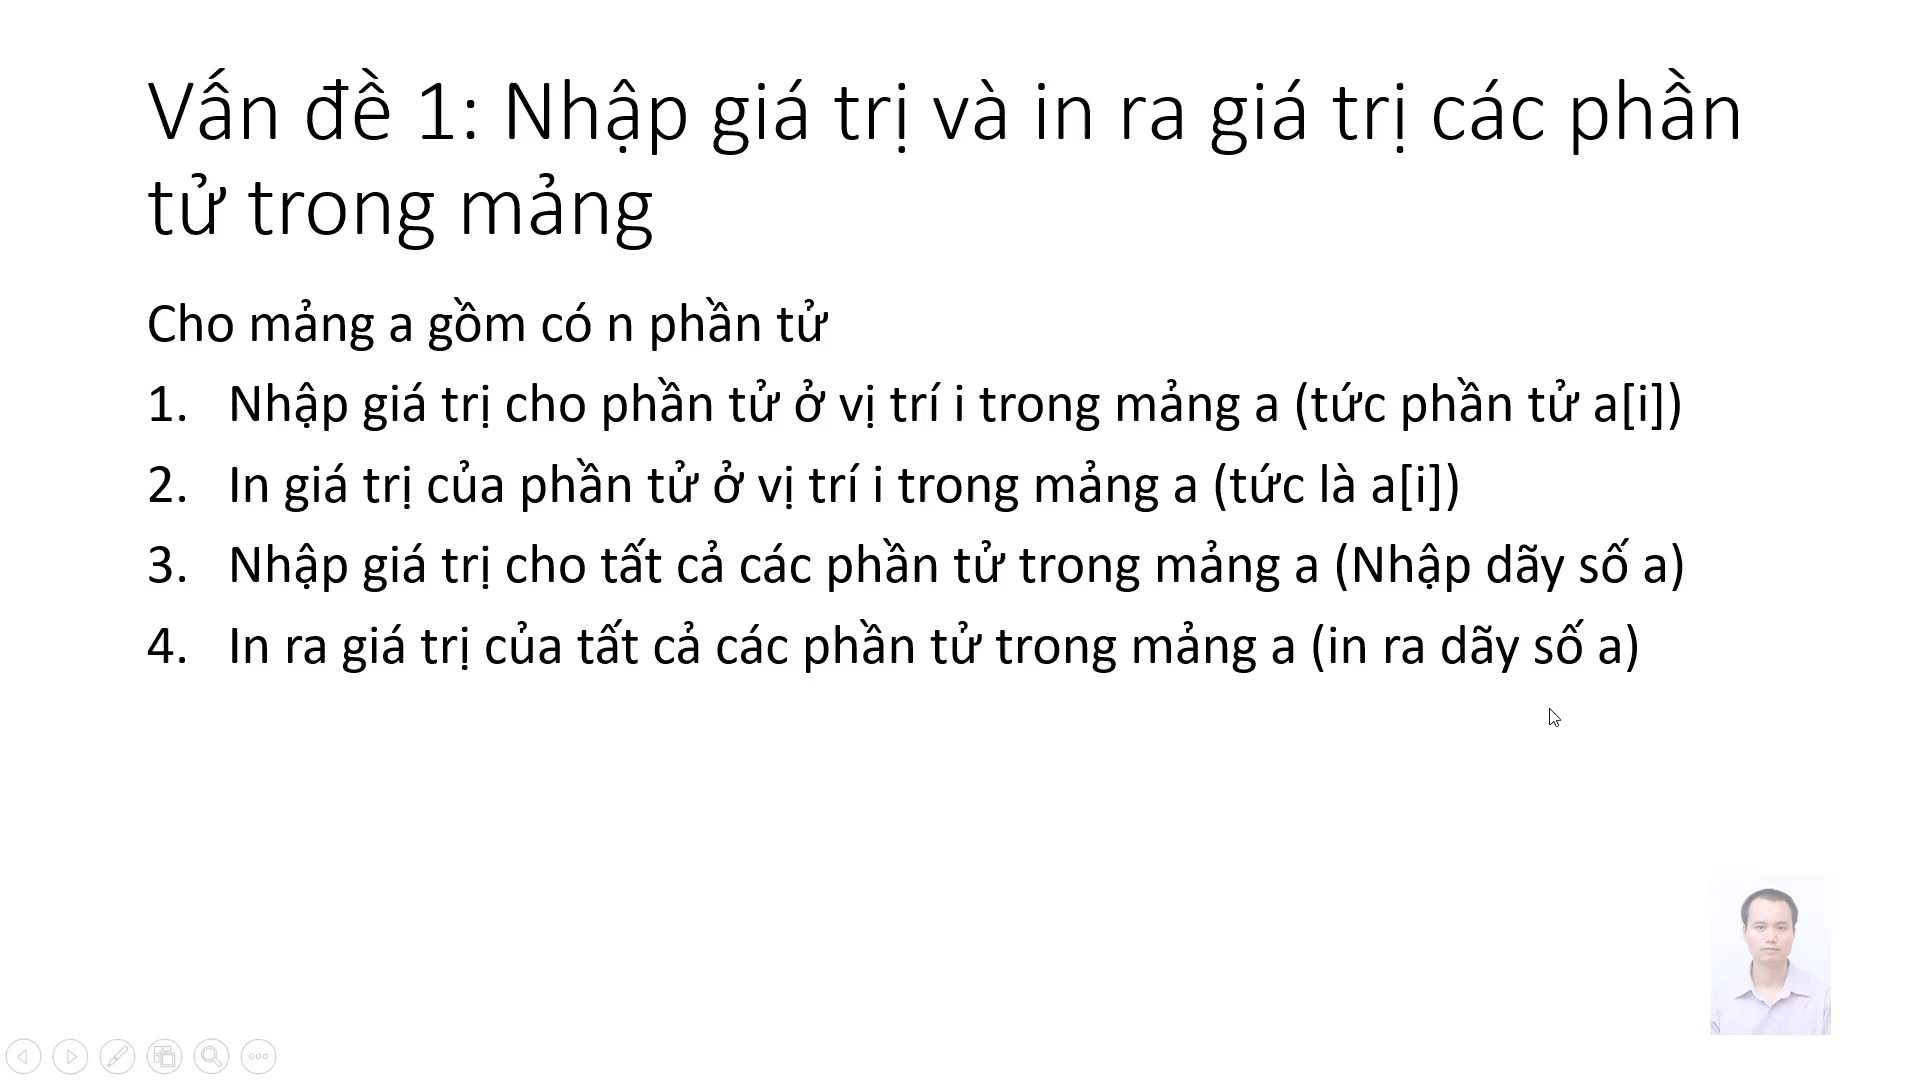 Vấn đề 1: Nhập giá trị và in ra giá trị các phần
tử trong mảng
Cho mảng a gồm có n phần tử
1. Nhập giá trị cho phần tử ở vị trí i trong mảng a (tức phần tử a[i])
2. In giá trị của phần tử ở vị trí i trong mảng a (tức là a[i])
3. Nhập giá trị cho tất cả các phần tử trong mảng a (Nhập dãy số a)
4. In ra giá trị của tất cả các phần tử trong mảng a (in ra dãy số a)